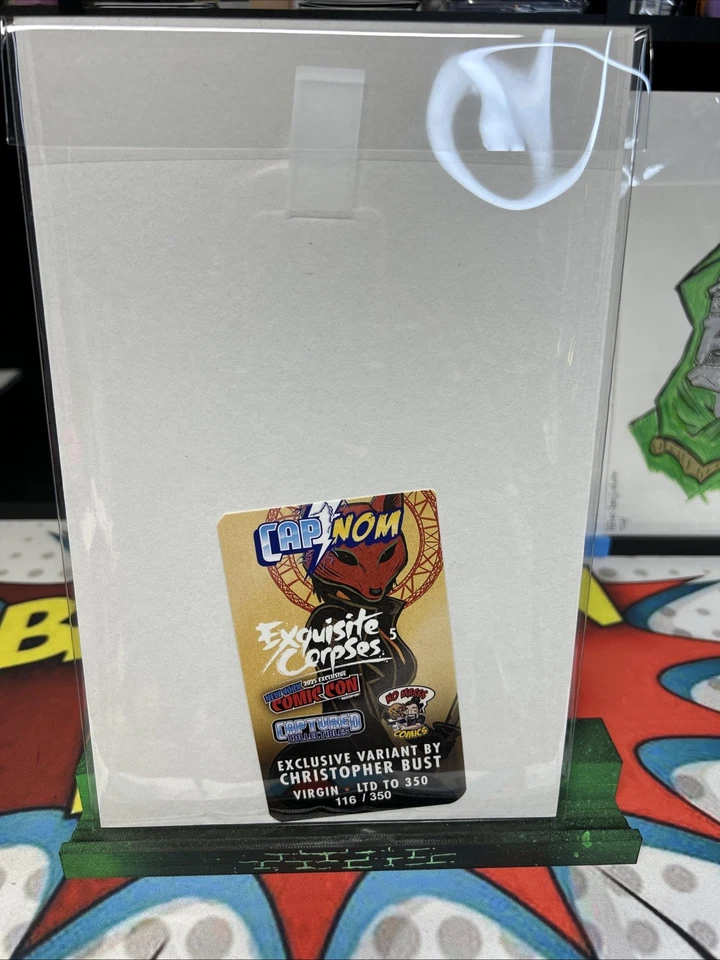 CAP NOM
Exquisite
Corpses 5
NEW YORK 2025 EXCLUSIVE
COMIC CON
CAPTURED
COLLECTIBLES
NO MAGIC
COMICS
EXCLUSIVE VARIANT BY
CHRISTOPHER BUST
VIRGIN • LTD TO 350
116 / 350
B